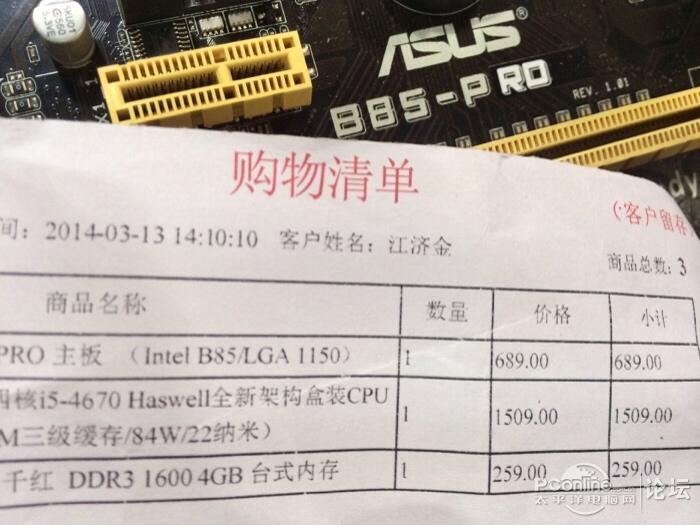 ASUS
B85-PRO
REV. 1.01
X1_1
购物清单
(·客户留存
间：2014-03-13 14:10:10 客户姓名：江济金
商品总数：3
商品名称 数量 价格 小计
PRO 主板 （Intel B85/LGA 1150） 1 689.00 689.00
四核i5-4670 Haswell全新架构盒装CPU
M三级缓存/84W/22纳米） 1 1509.00 1509.00
千红 DDR3 1600 4GB 台式内存 1 259.00 259.00
Pconline 论坛
太平洋电脑网